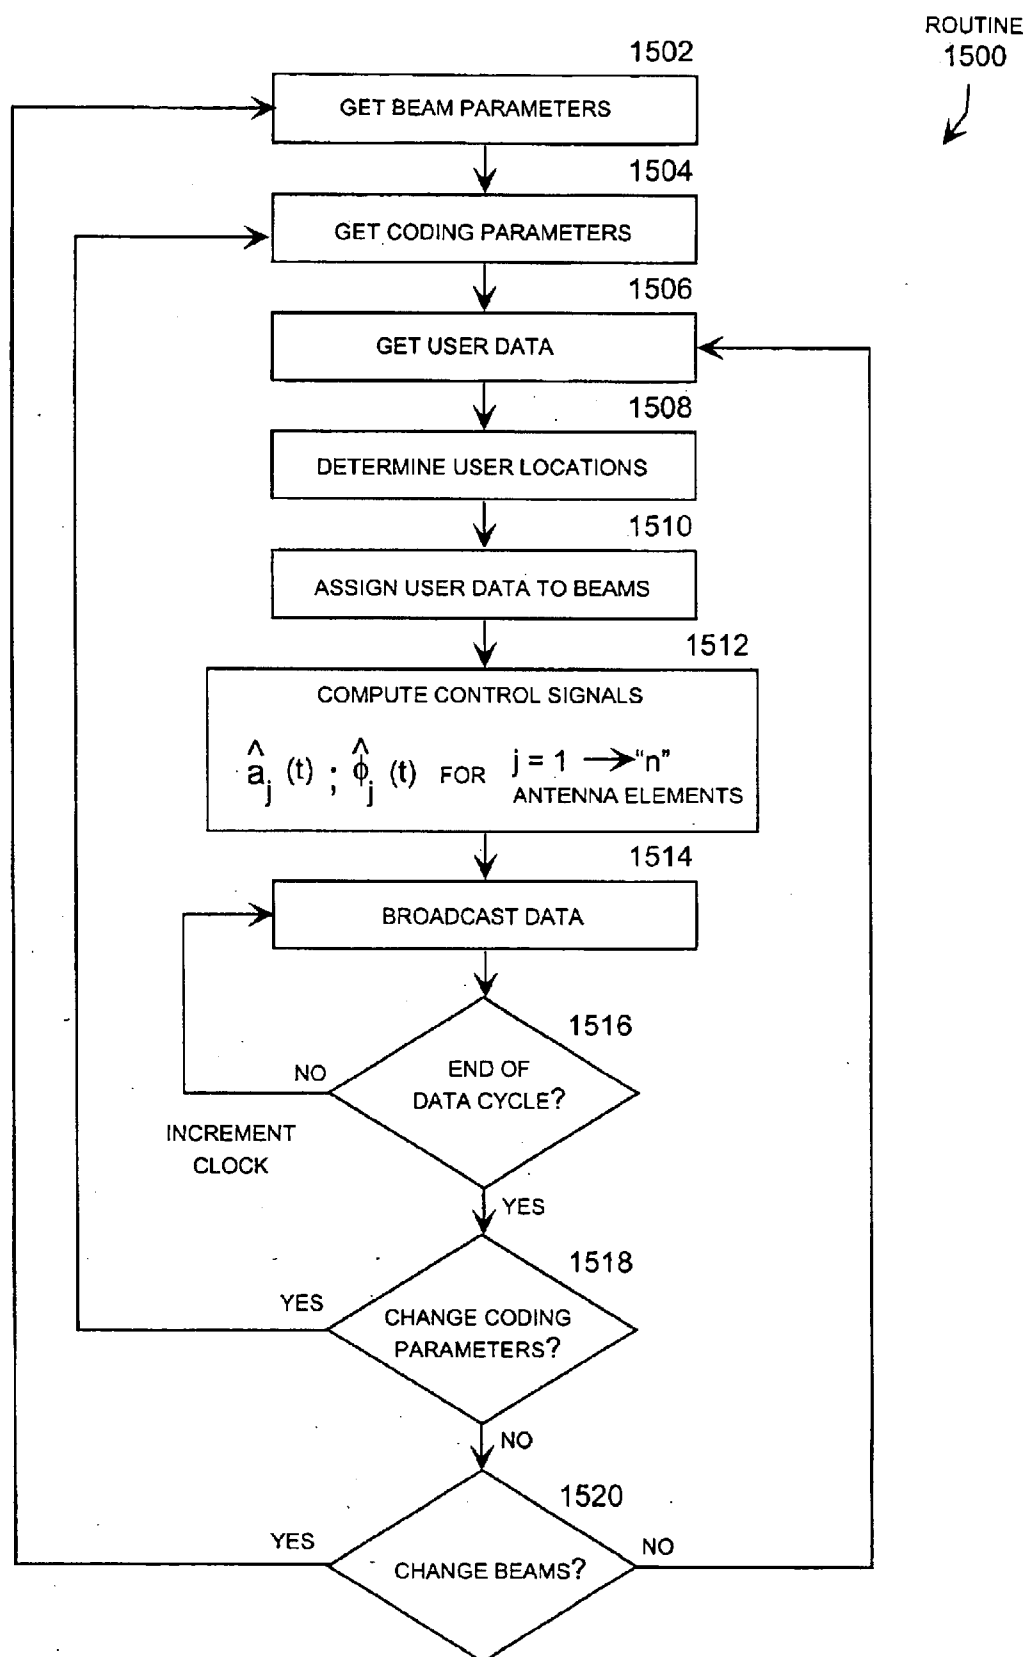 ROUTINE
1500
1502
GET BEAM PARAMETERS
1504
GET CODING PARAMETERS
1506
GET USER DATA
1508
DETERMINE USER LOCATIONS
1510
ASSIGN USER DATA TO BEAMS
1512
COMPUTE CONTROL SIGNALS
â_j (t) ; ϕ̂_j (t) FOR j = 1 → "n"
ANTENNA ELEMENTS
1514
BROADCAST DATA
1516
END OF
DATA CYCLE?
NO
INCREMENT
CLOCK
YES
1518
CHANGE CODING
PARAMETERS?
YES
NO
1520
CHANGE BEAMS?
YES
NO